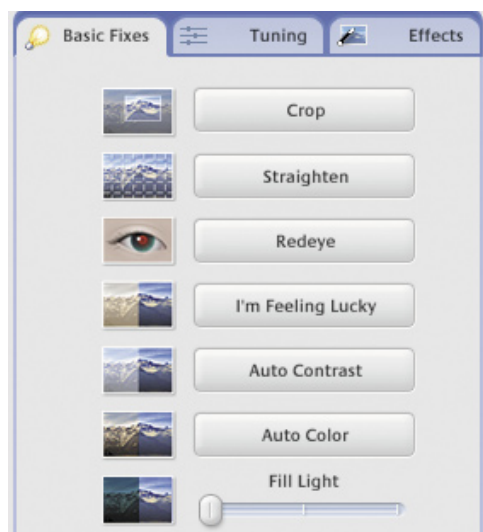 Basic Fixes
Tuning
Effects
Crop
Straighten
Redeye
I'm Feeling Lucky
Auto Contrast
Auto Color
Fill Light